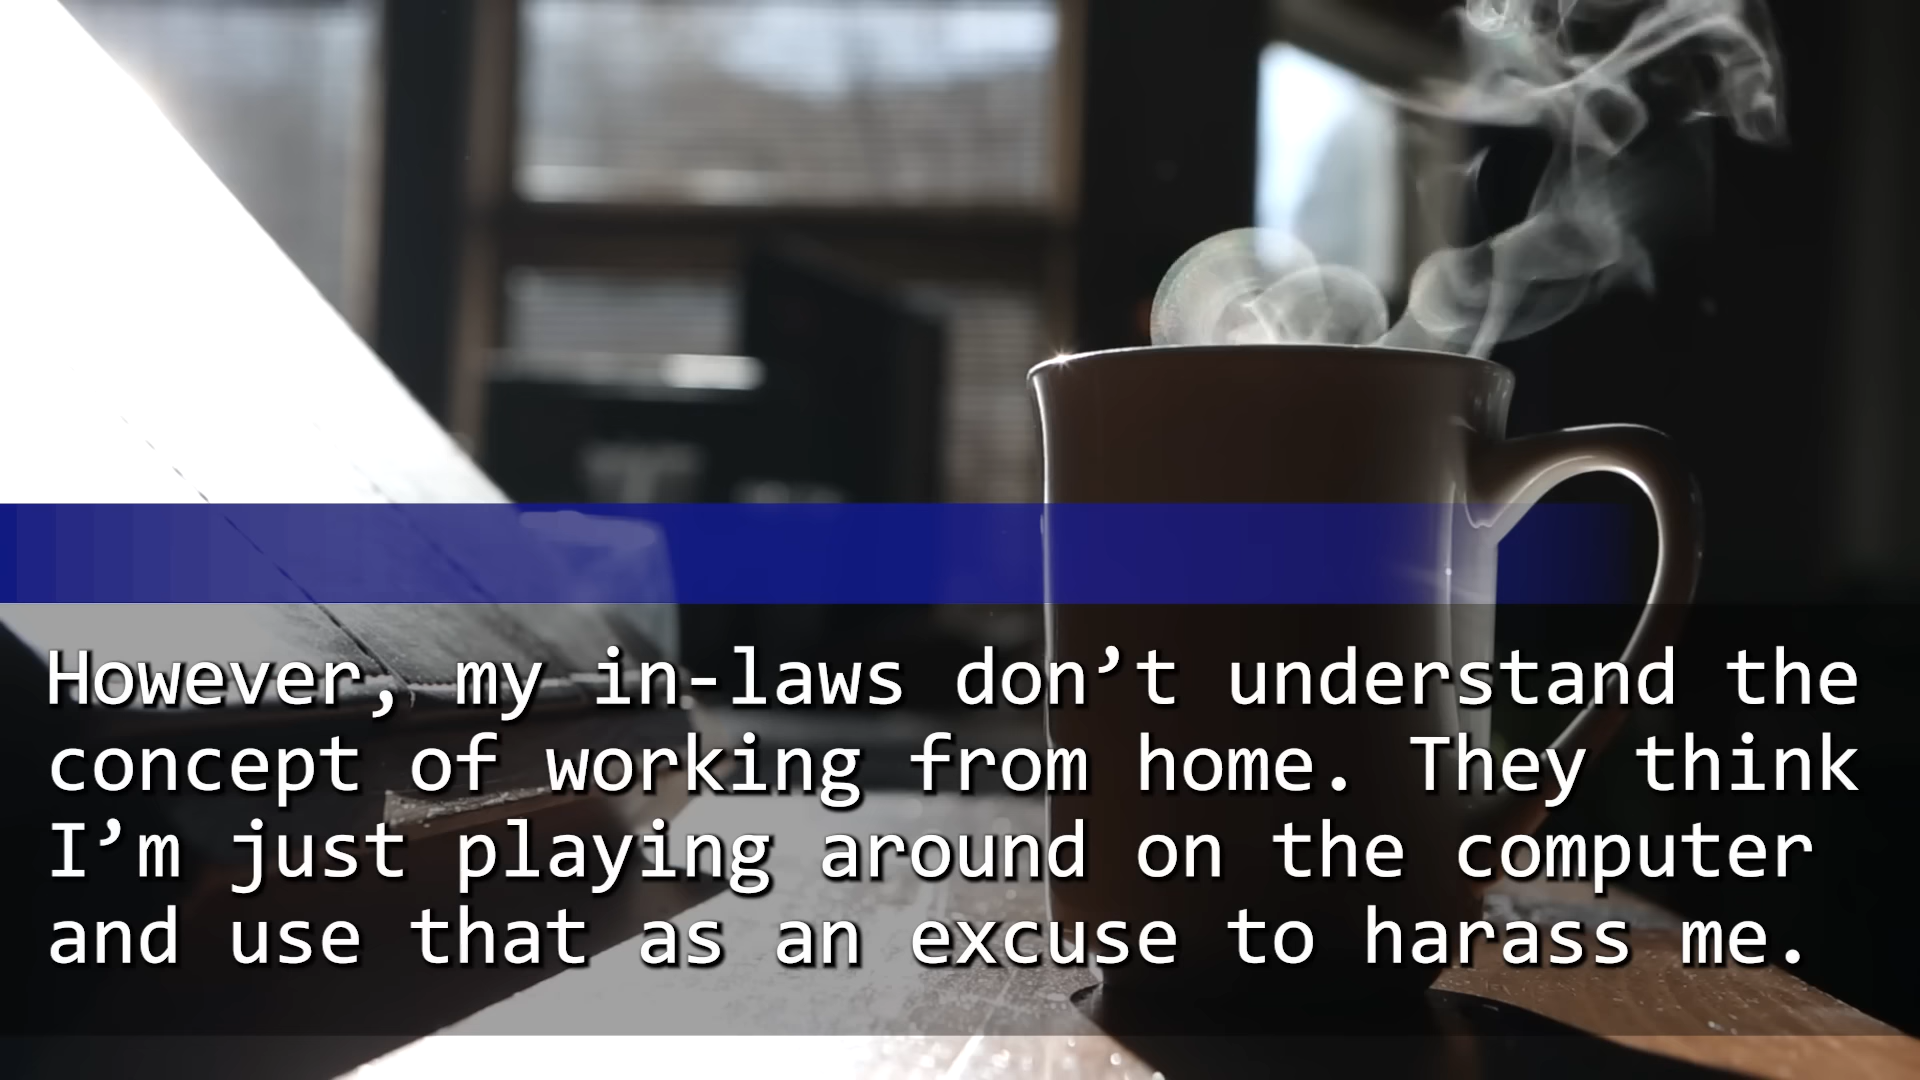 However, my in-laws don’t understand the
concept of working from home. They think
I’m just playing around on the computer
and use that as an excuse to harass me.